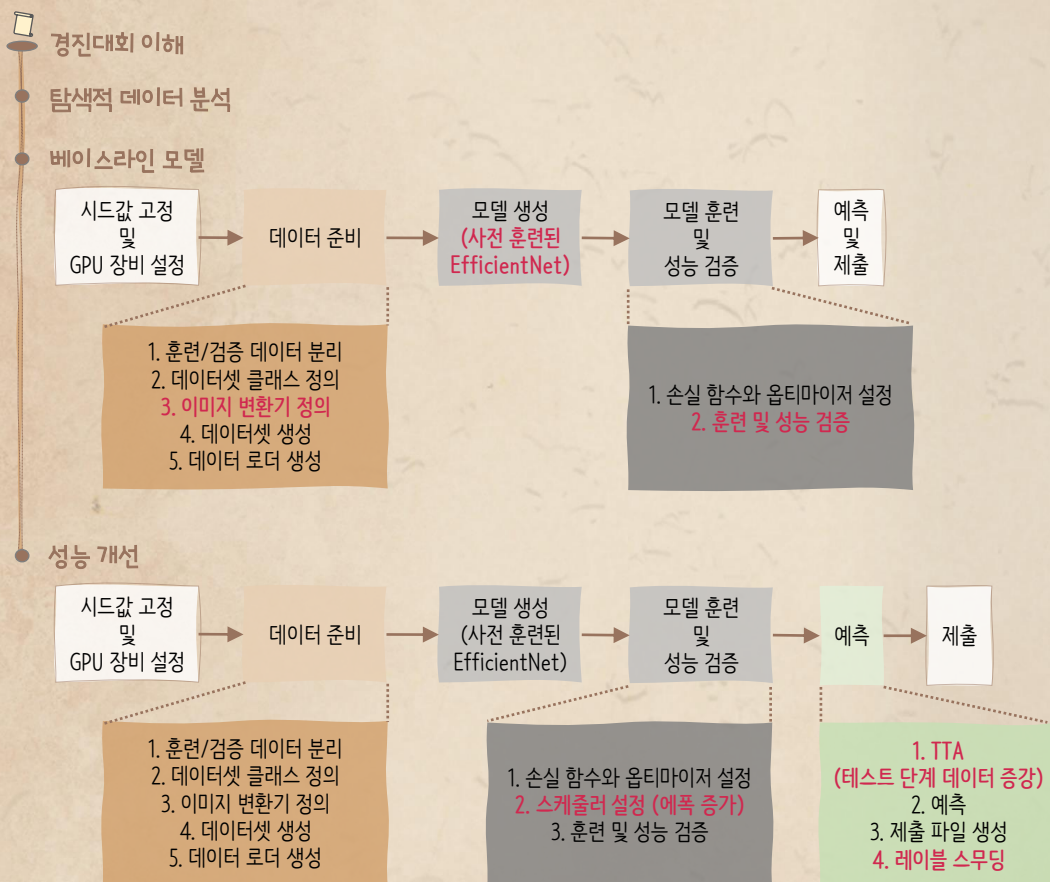 경진대회 이해
탐색적 데이터 분석
베이스라인 모델
시드값 고정
및
GPU 장비 설정
데이터 준비
모델 생성
(사전 훈련된
EfficientNet)
모델 훈련
및
성능 검증
예측
및
제출
1. 훈련/검증 데이터 분리
2. 데이터셋 클래스 정의
3. 이미지 변환기 정의
4. 데이터셋 생성
5. 데이터 로더 생성
1. 손실 함수와 옵티마이저 설정
2. 훈련 및 성능 검증
성능 개선
시드값 고정
및
GPU 장비 설정
데이터 준비
모델 생성
(사전 훈련된
EfficientNet)
모델 훈련
및
성능 검증
예측
제출
1. 훈련/검증 데이터 분리
2. 데이터셋 클래스 정의
3. 이미지 변환기 정의
4. 데이터셋 생성
5. 데이터 로더 생성
1. 손실 함수와 옵티마이저 설정
2. 스케줄러 설정 (에폭 증가)
3. 훈련 및 성능 검증
1. TTA
(테스트 단계 데이터 증강)
2. 예측
3. 제출 파일 생성
4. 레이블 스무딩